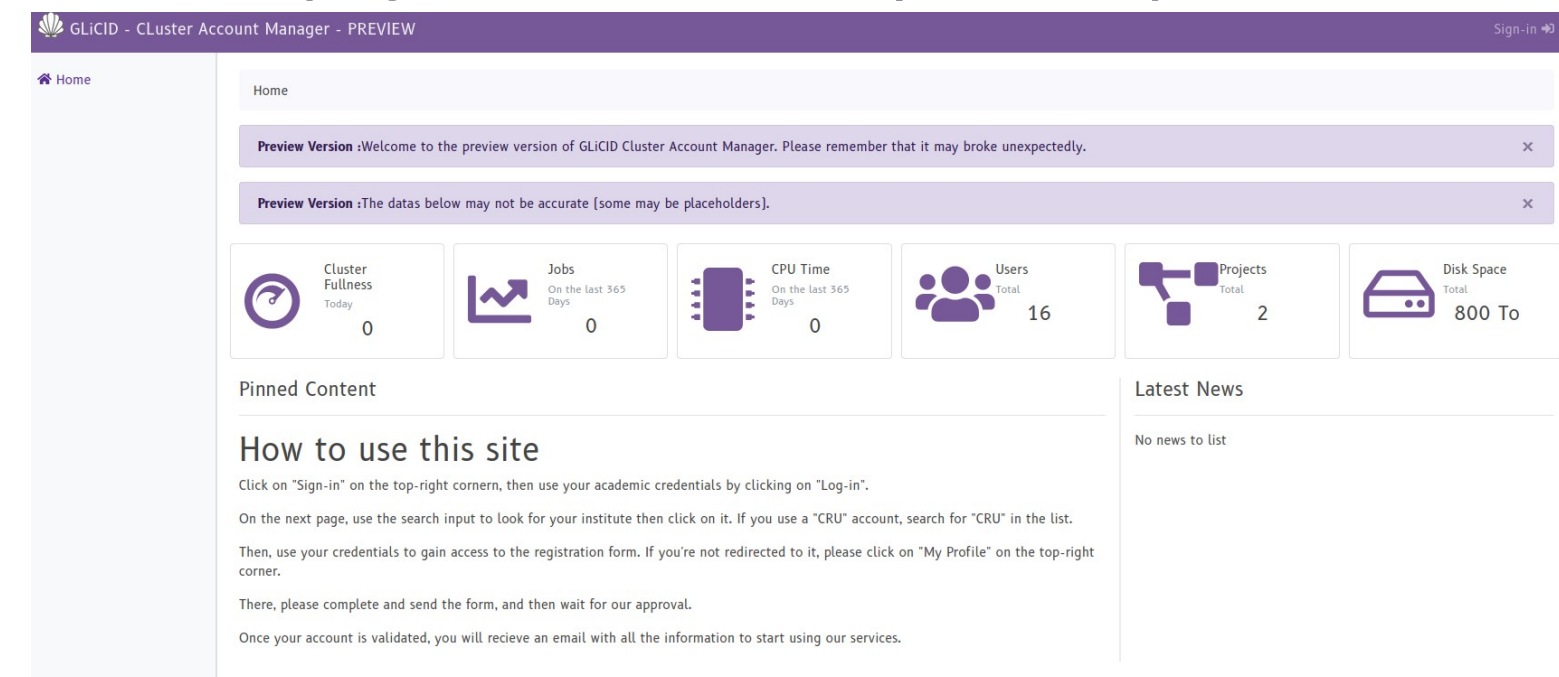 GLiCID - CLuster Account Manager - PREVIEW
Sign-in
Home
Home
Preview Version :Welcome to the preview version of GLiCID Cluster Account Manager. Please remember that it may broke unexpectedly.
×
Preview Version :The datas below may not be accurate (some may be placeholders).
×
Cluster
Fullness
Today
0
Jobs
On the last 365
Days
0
CPU Time
On the last 365
Days
0
Users
Total
16
Projects
Total
2
Disk Space
Total
800 To
Pinned Content
How to use this site
Click on "Sign-in" on the top-right cornern, then use your academic credentials by clicking on "Log-in".
On the next page, use the search input to look for your institute then click on it. If you use a "CRU" account, search for "CRU" in the list.
Then, use your credentials to gain access to the registration form. If you're not redirected to it, please click on "My Profile" on the top-right
corner.
There, please complete and send the form, and then wait for our approval.
Once your account is validated, you will recieve an email with all the information to start using our services.
Latest News
No news to list